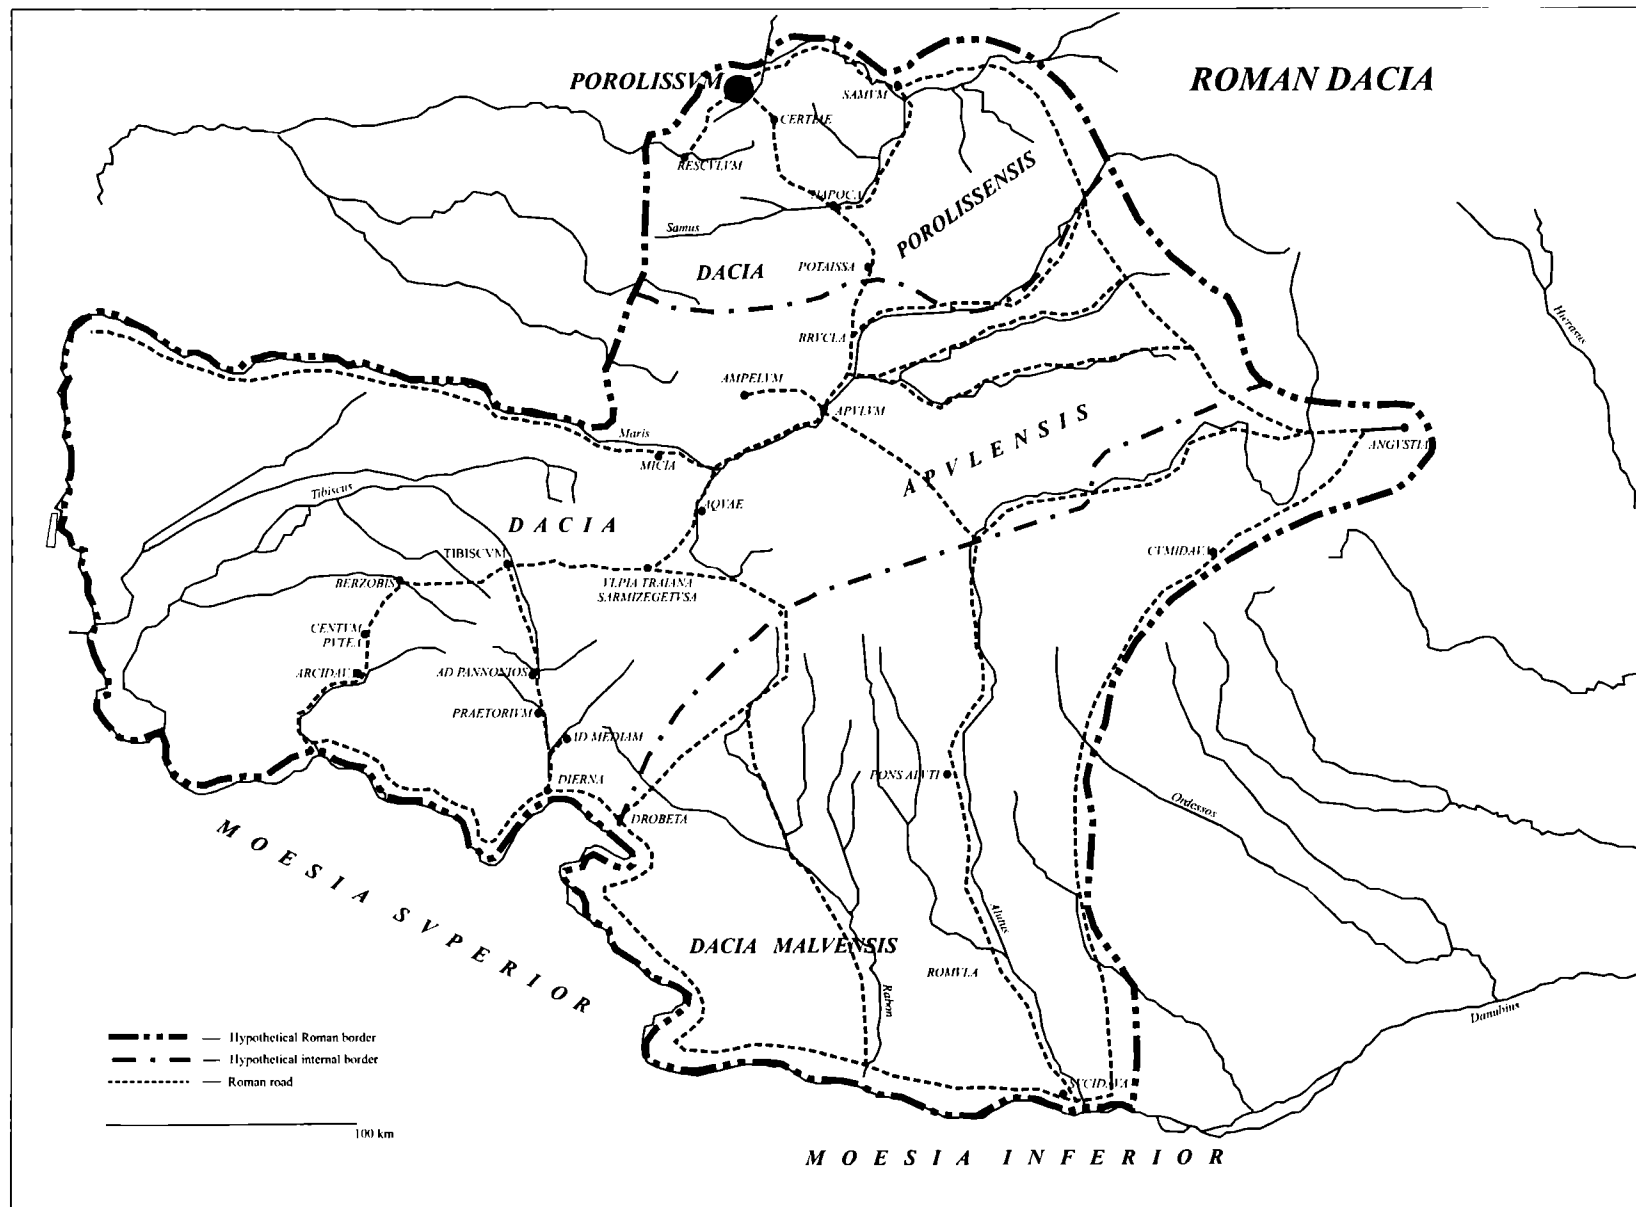 ROMAN DACIA
POROLISSVM
SAMVM
CERTIAE
RESCVLVM
NAPOCA
POROLISSENSIS
Samus
DACIA
POTAISSA
Hierasus
BRVCLA
AMPELVM
APVLVM
APVLENSIS
Maris
MICIA
ANGVSTIA
Tibiscus
AQVAE
DACIA
TIBISCVM
CVMIDAVA
BERZOBIS
VLPIA TRAIANA
SARMIZEGETVSA
CENTVM
PVTEA
ARCIDAVA
AD PANNONIOS
PRAETORIVM
AD MEDIAM
DIERNA
PONS ALVTI
Ordessos
DROBETA
MOESIA SVPERIOR
Alutus
DACIA MALVENSIS
ROMVLA
Rabon
Danubius
— Hypothetical Roman border
— Hypothetical internal border
— Roman road
SVCIDAVA
100 km
MOESIA INFERIOR